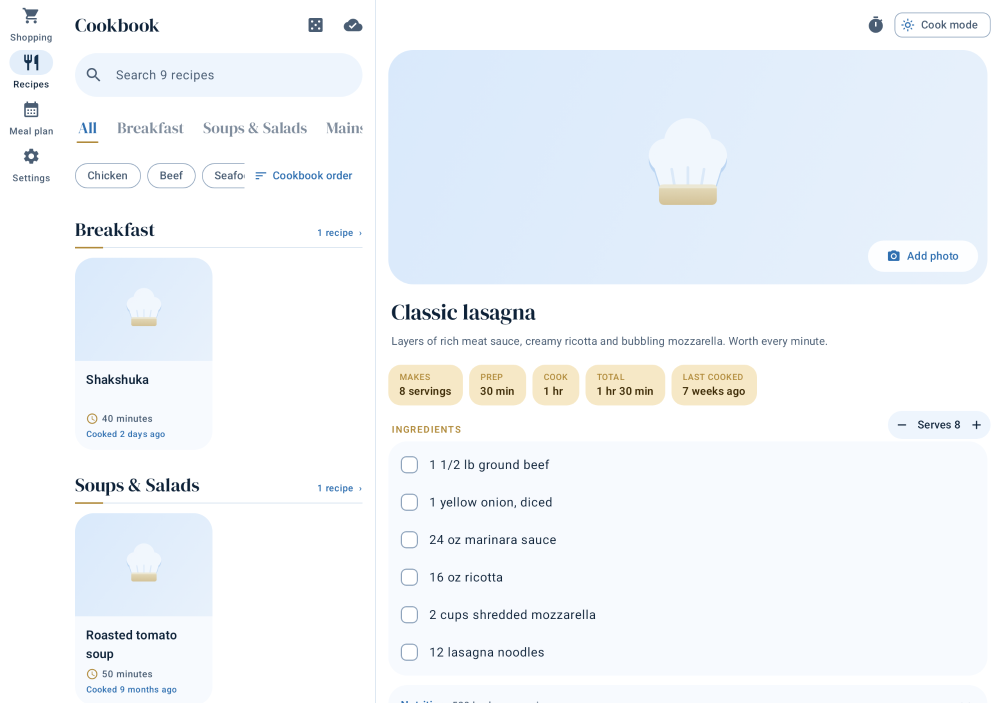 Shopping
Recipes
Meal plan
Settings
Cookbook
Search 9 recipes
All Breakfast Soups & Salads Mains
Chicken Beef Cookbook order
Breakfast
1 recipe ›
Shakshuka
40 minutes
Cooked 2 days ago
Soups & Salads
1 recipe ›
Roasted tomato
soup
50 minutes
Cooked 9 months ago
Cook mode
Add photo
Classic lasagna
Layers of rich meat sauce, creamy ricotta and bubbling mozzarella. Worth every minute.
MAKES
8 servings
PREP
30 min
COOK
1 hr
TOTAL
1 hr 30 min
LAST COOKED
7 weeks ago
INGREDIENTS
− Serves 8 +
1 1/2 lb ground beef
1 yellow onion, diced
24 oz marinara sauce
16 oz ricotta
2 cups shredded mozzarella
12 lasagna noodles